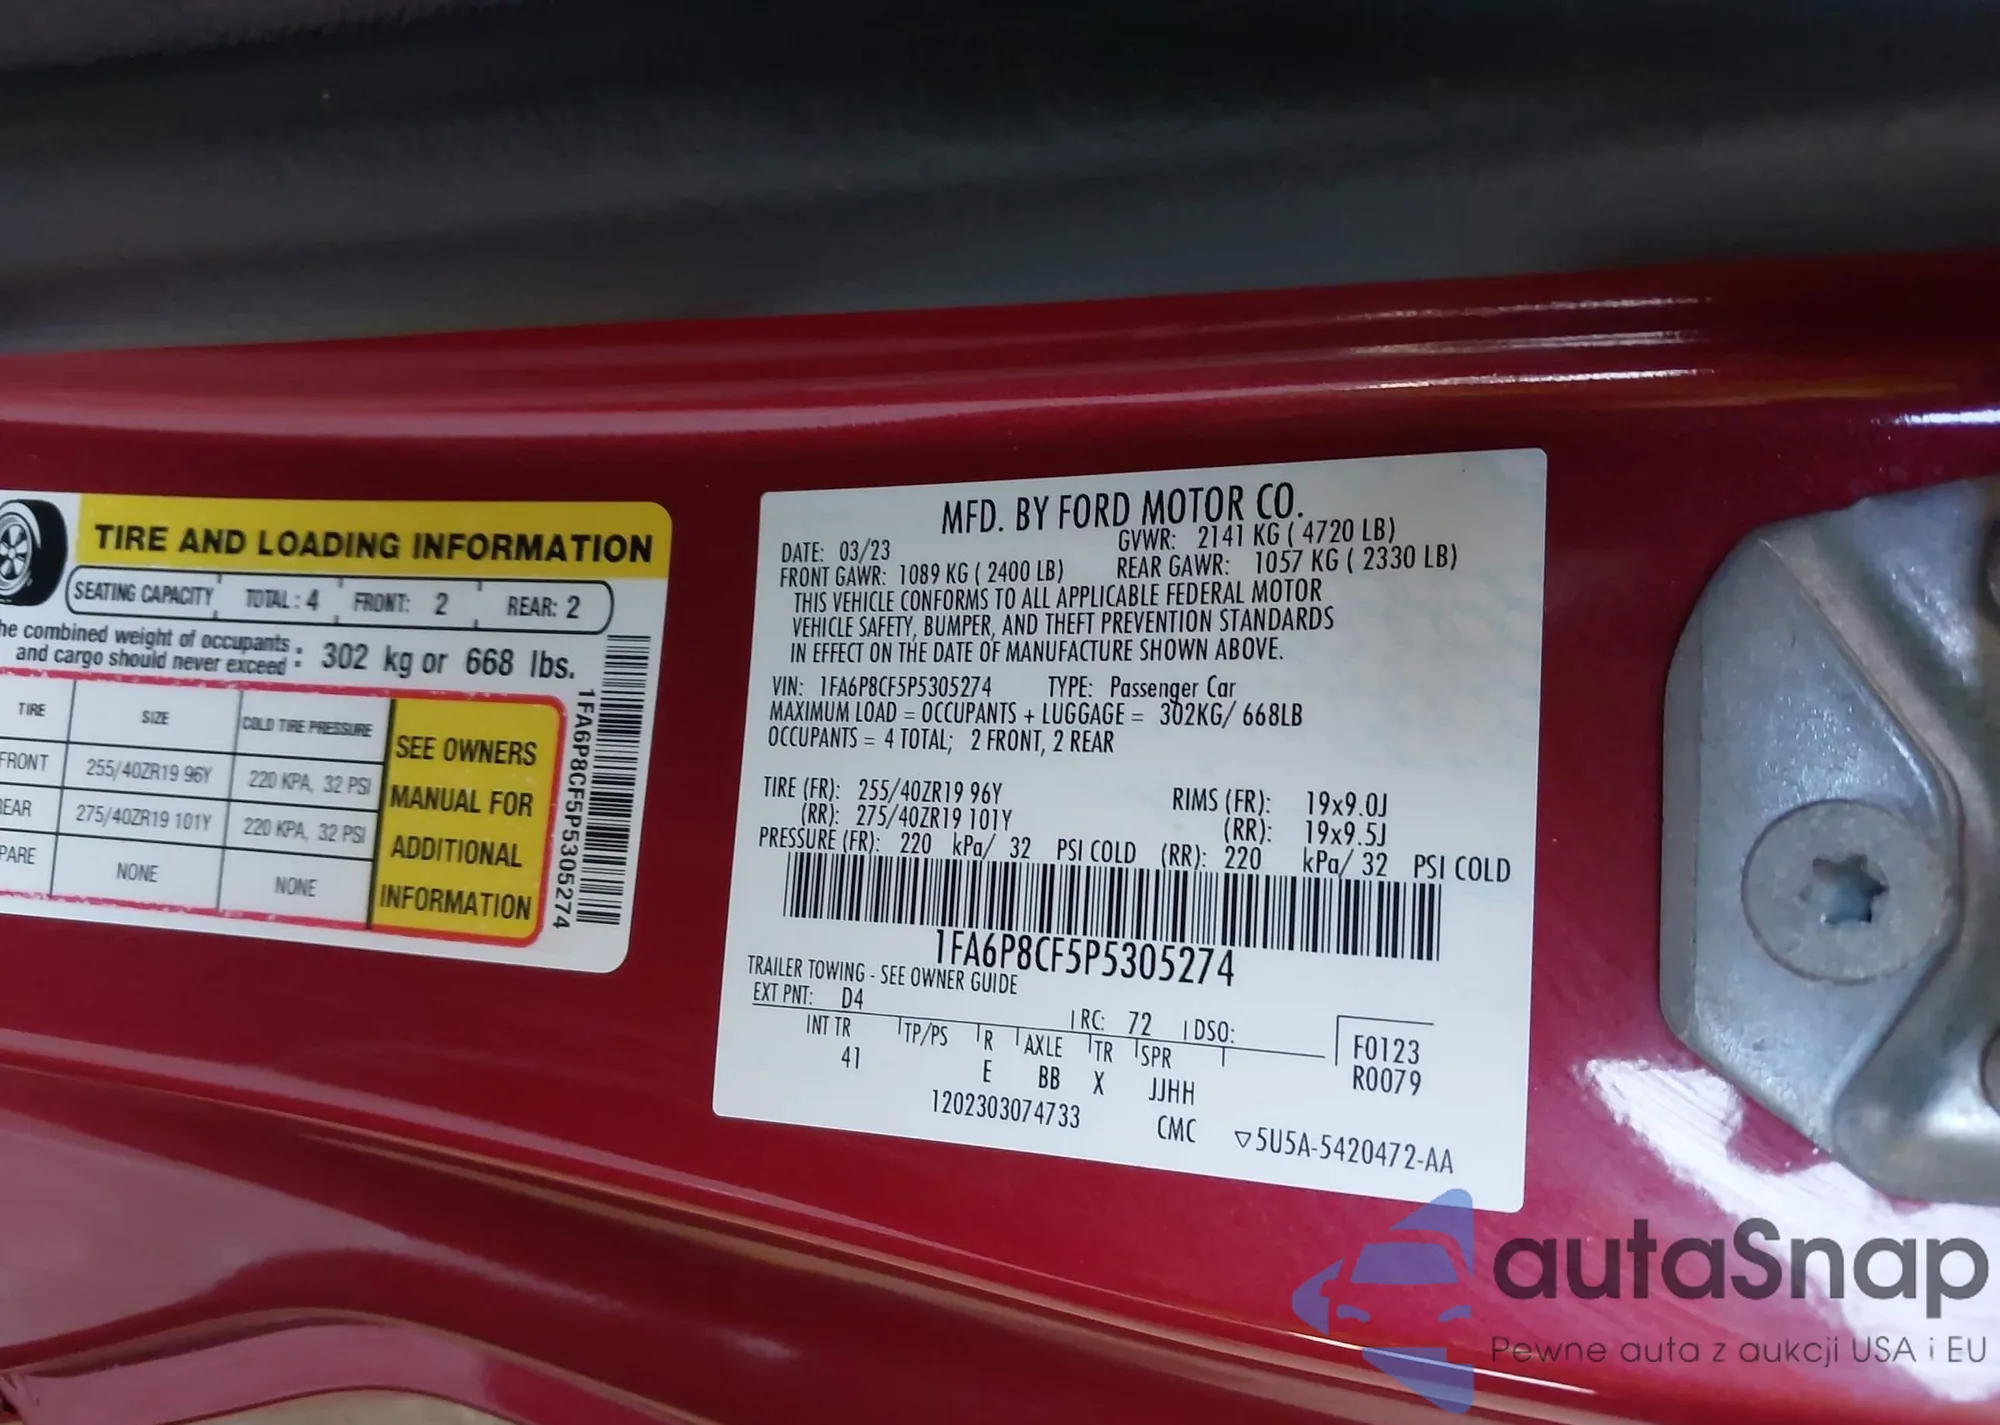 TIRE AND LOADING INFORMATION
SEATING CAPACITY TOTAL: 4 FRONT: 2 REAR: 2
he combined weight of occupants
and cargo should never exceed : 302 kg or 668 lbs.
TIRE SIZE COLD TIRE PRESSURE
FRONT 255/40ZR19 96Y 220 KPA, 32 PSI
EAR 275/40ZR19 101Y 220 KPA, 32 PSI
PARE NONE NONE
SEE OWNERS
MANUAL FOR
ADDITIONAL
INFORMATION
1FA6P8CF5P5305274
MFD. BY FORD MOTOR CO.
DATE: 03/23 GVWR: 2141 KG ( 4720 LB)
FRONT GAWR: 1089 KG ( 2400 LB) REAR GAWR: 1057 KG ( 2330 LB)
THIS VEHICLE CONFORMS TO ALL APPLICABLE FEDERAL MOTOR
VEHICLE SAFETY, BUMPER, AND THEFT PREVENTION STANDARDS
IN EFFECT ON THE DATE OF MANUFACTURE SHOWN ABOVE.
VIN: 1FA6P8CF5P5305274 TYPE: Passenger Car
MAXIMUM LOAD = OCCUPANTS + LUGGAGE = 302KG/ 668LB
OCCUPANTS = 4 TOTAL; 2 FRONT, 2 REAR
TIRE (FR): 255/40ZR19 96Y RIMS (FR): 19x9.0J
(RR): 275/40ZR19 101Y (RR): 19x9.5J
PRESSURE (FR): 220 kPa/ 32 PSI COLD (RR): 220 kPa/ 32 PSI COLD
1FA6P8CF5P5305274
TRAILER TOWING - SEE OWNER GUIDE
EXT PNT: D4 RC: 72 DSO:
INT TR TP/PS R AXLE TR SPR F0123
41 E BB X JJHH R0079
1202303074733 CMC ▽5U5A-5420472-AA
autaSnap
Pewne auta z aukcji USA i EU